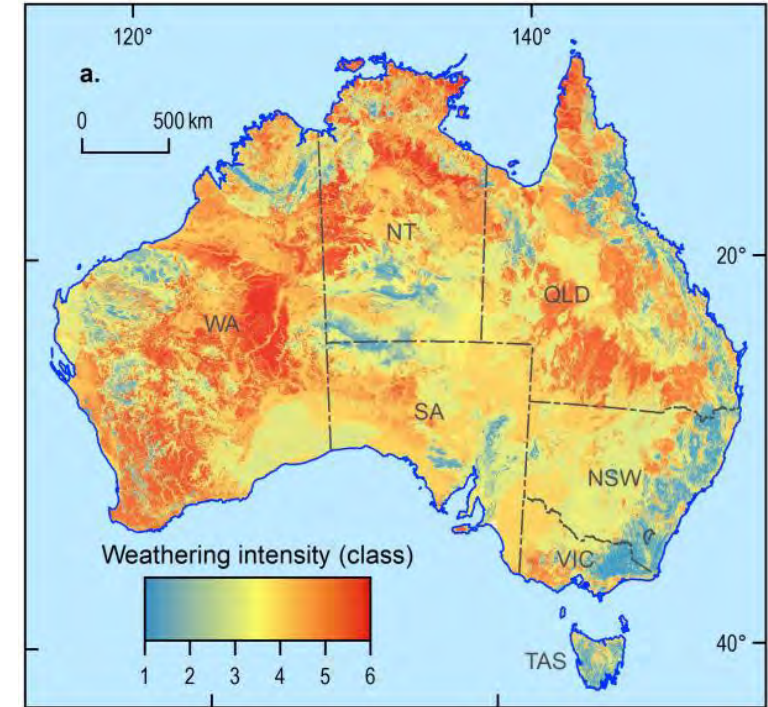 120° 140°
a.
0 500 km
NT
20°
QLD
WA
SA
NSW
Weathering intensity (class)
VIC
1 2 3 4 5 6
40°
TAS